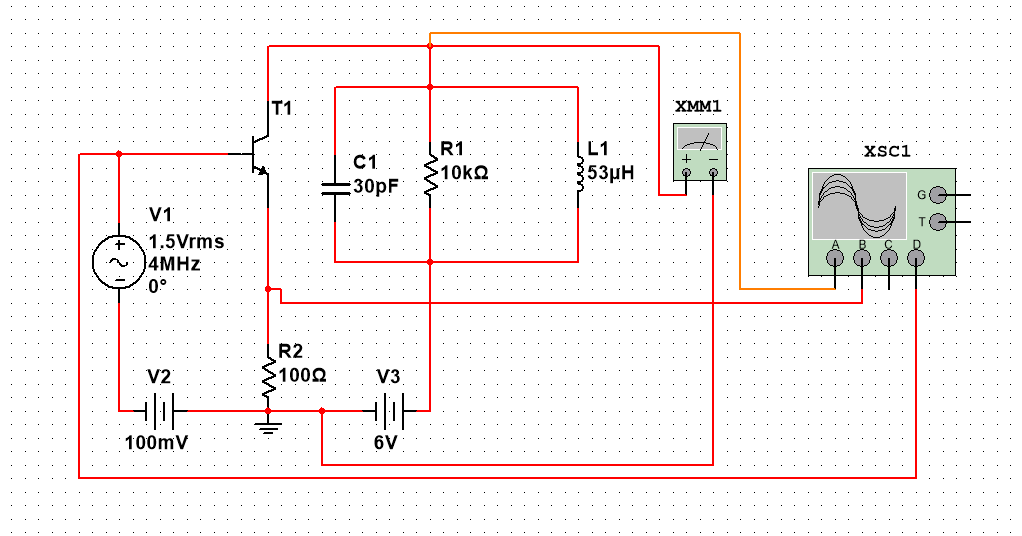 T1
XMM1
+ −
XSC1
G
T
A B C D
C1
30pF
R1
10kΩ
L1
53µH
V1
+
1.5Vrms
4MHz
0°
−
R2
100Ω
V2
100mV
V3
6V